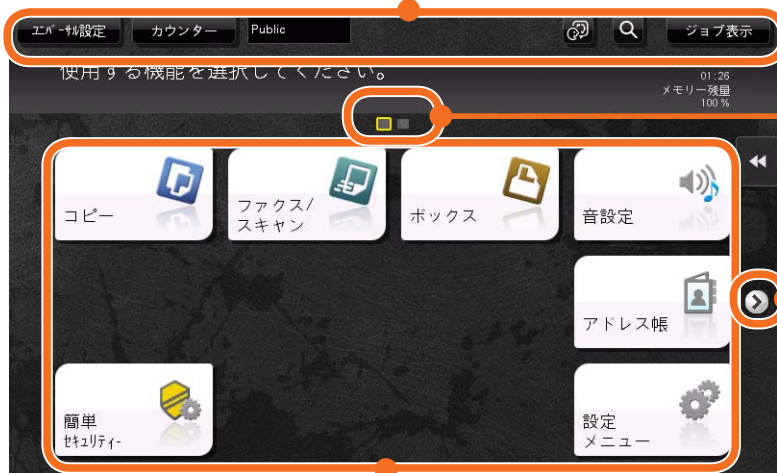 ﾕﾆﾊﾞｰｻﾙ設定
カウンター
Public
ジョブ表示
使用する機能を選択してください。
01:26
メモリー残量
100 %
コピー
ファクス/
スキャン
ボックス
音設定
アドレス帳
簡単
ｾｷｭﾘﾃｨｰ
設定
メニュー